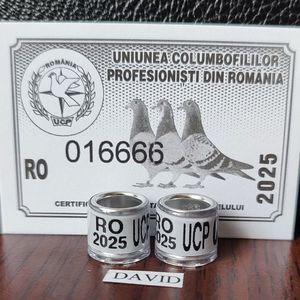 UNIUNEA COLUMBOFILILOR
PROFESIONIȘTI DIN ROMÂNIA
ROMÂNIA
UCP
RO
016666
2025
RO
2025
UCP
RO
2025
UCP
DAVID